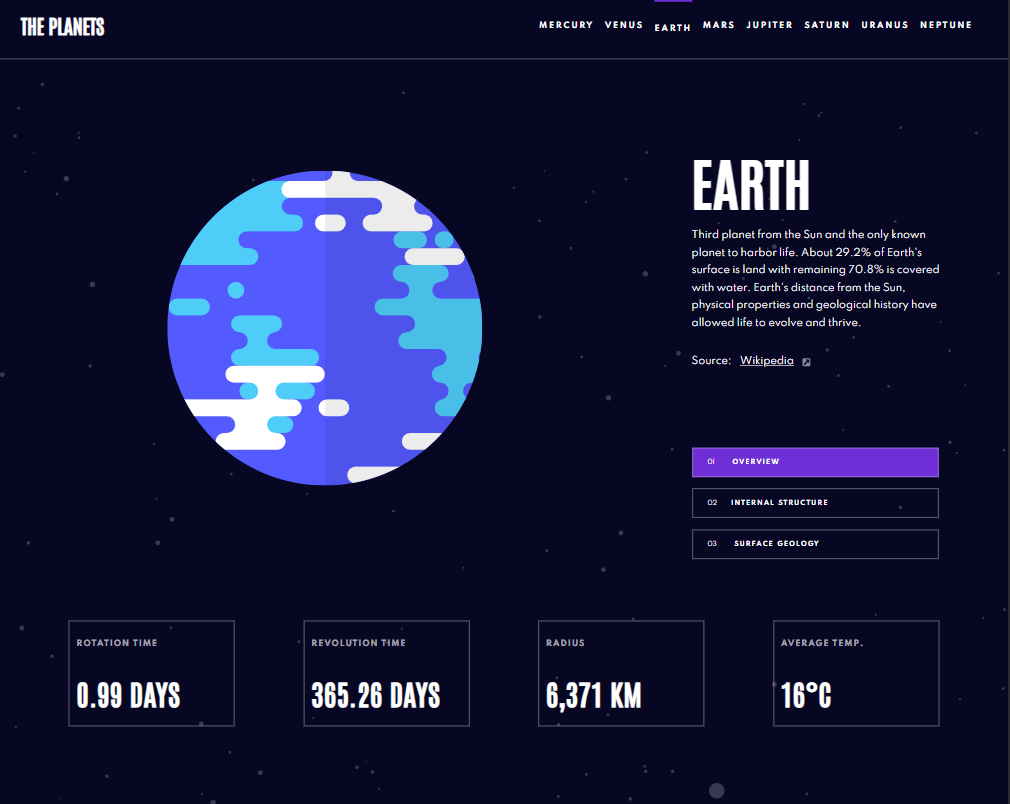 THE PLANETS
MERCURY VENUS EARTH MARS JUPITER SATURN URANUS NEPTUNE
EARTH
Third planet from the Sun and the only known
planet to harbor life. About 29.2% of Earth's
surface is land with remaining 70.8% is covered
with water. Earth's distance from the Sun,
physical properties and geological history have
allowed life to evolve and thrive.
Source: Wikipedia
01 OVERVIEW
02 INTERNAL STRUCTURE
03 SURFACE GEOLOGY
ROTATION TIME
0.99 DAYS
REVOLUTION TIME
365.26 DAYS
RADIUS
6,371 KM
AVERAGE TEMP.
16°C